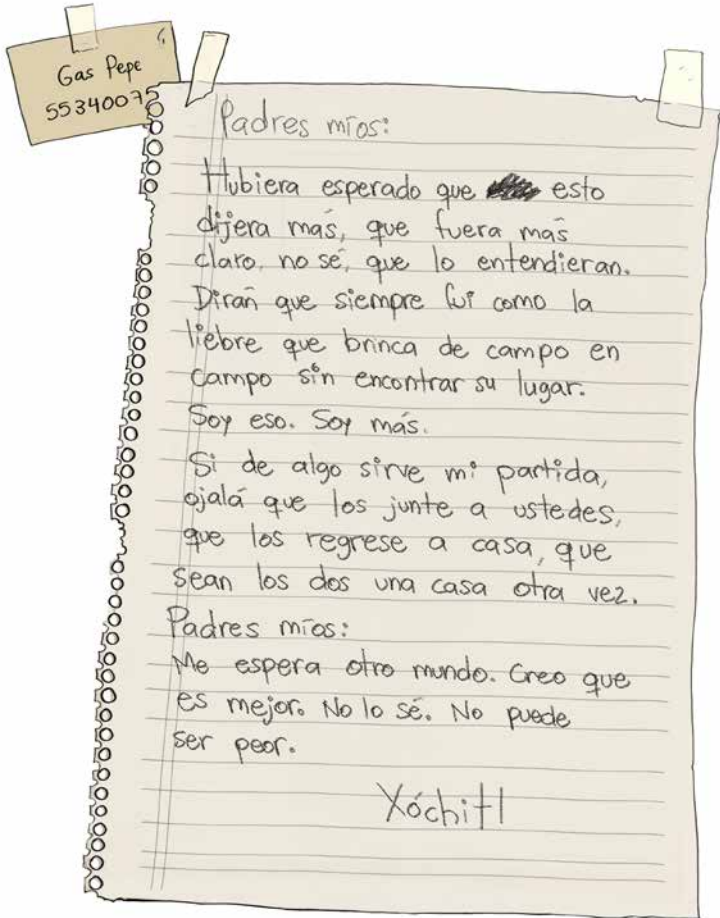 Gas Pepe
55340075
Padres míos:
Hubiera esperado que esto
dijera más, que fuera más
claro, no sé, que lo entendieran.
Dirán que siempre fui como la
liebre que brinca de campo en
campo sin encontrar su lugar.
Soy eso. Soy más.
Si de algo sirve mi partida,
ojalá que los junte a ustedes,
que los regrese a casa, que
sean los dos una casa otra vez.
Padres míos:
Me espera otro mundo. Creo que
es mejor. No lo sé. No puede
ser peor.
Xóchitl